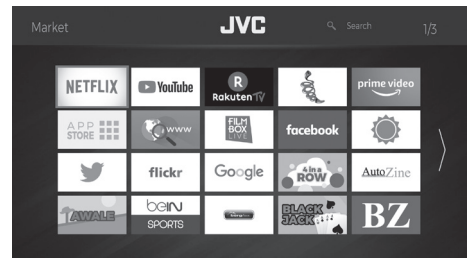 Market
JVC
Search
1/3
NETFLIX
YouTube
R
Rakuten TV
prime video
APP
STORE
www
FILM
BOX
LIVE
facebook
flickr
Google
4 in a
ROW
AutoZine
AWALE
beIN
SPORTS
BLACK
JACK
BZ